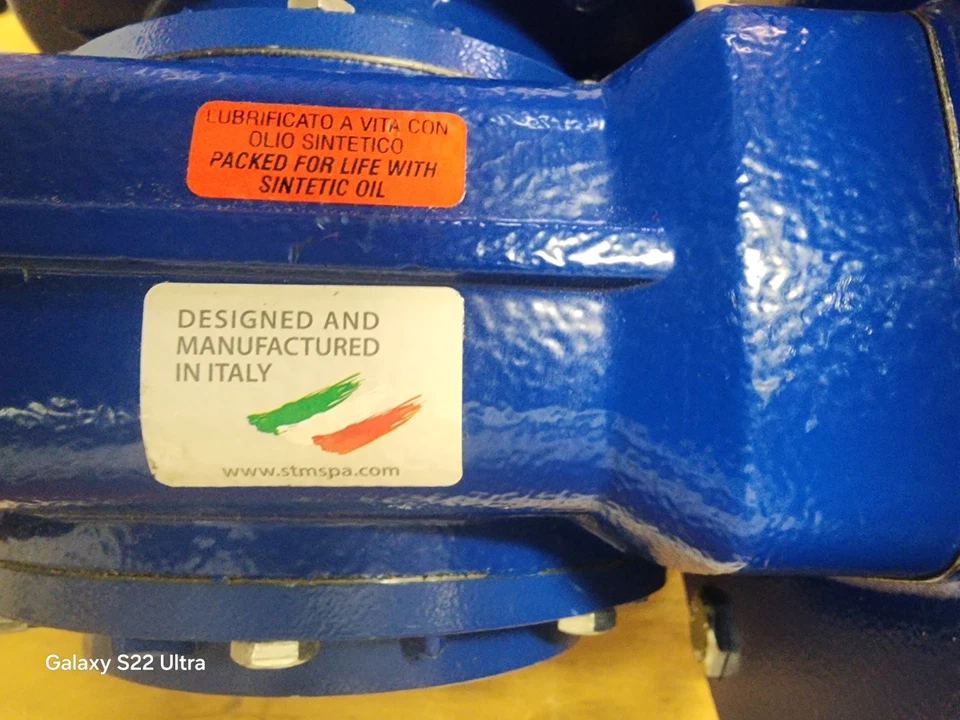 LUBRIFICATO A VITA CON
OLIO SINTETICO
PACKED FOR LIFE WITH
SINTETIC OIL
DESIGNED AND
MANUFACTURED
IN ITALY
www.stmspa.com
Galaxy S22 Ultra